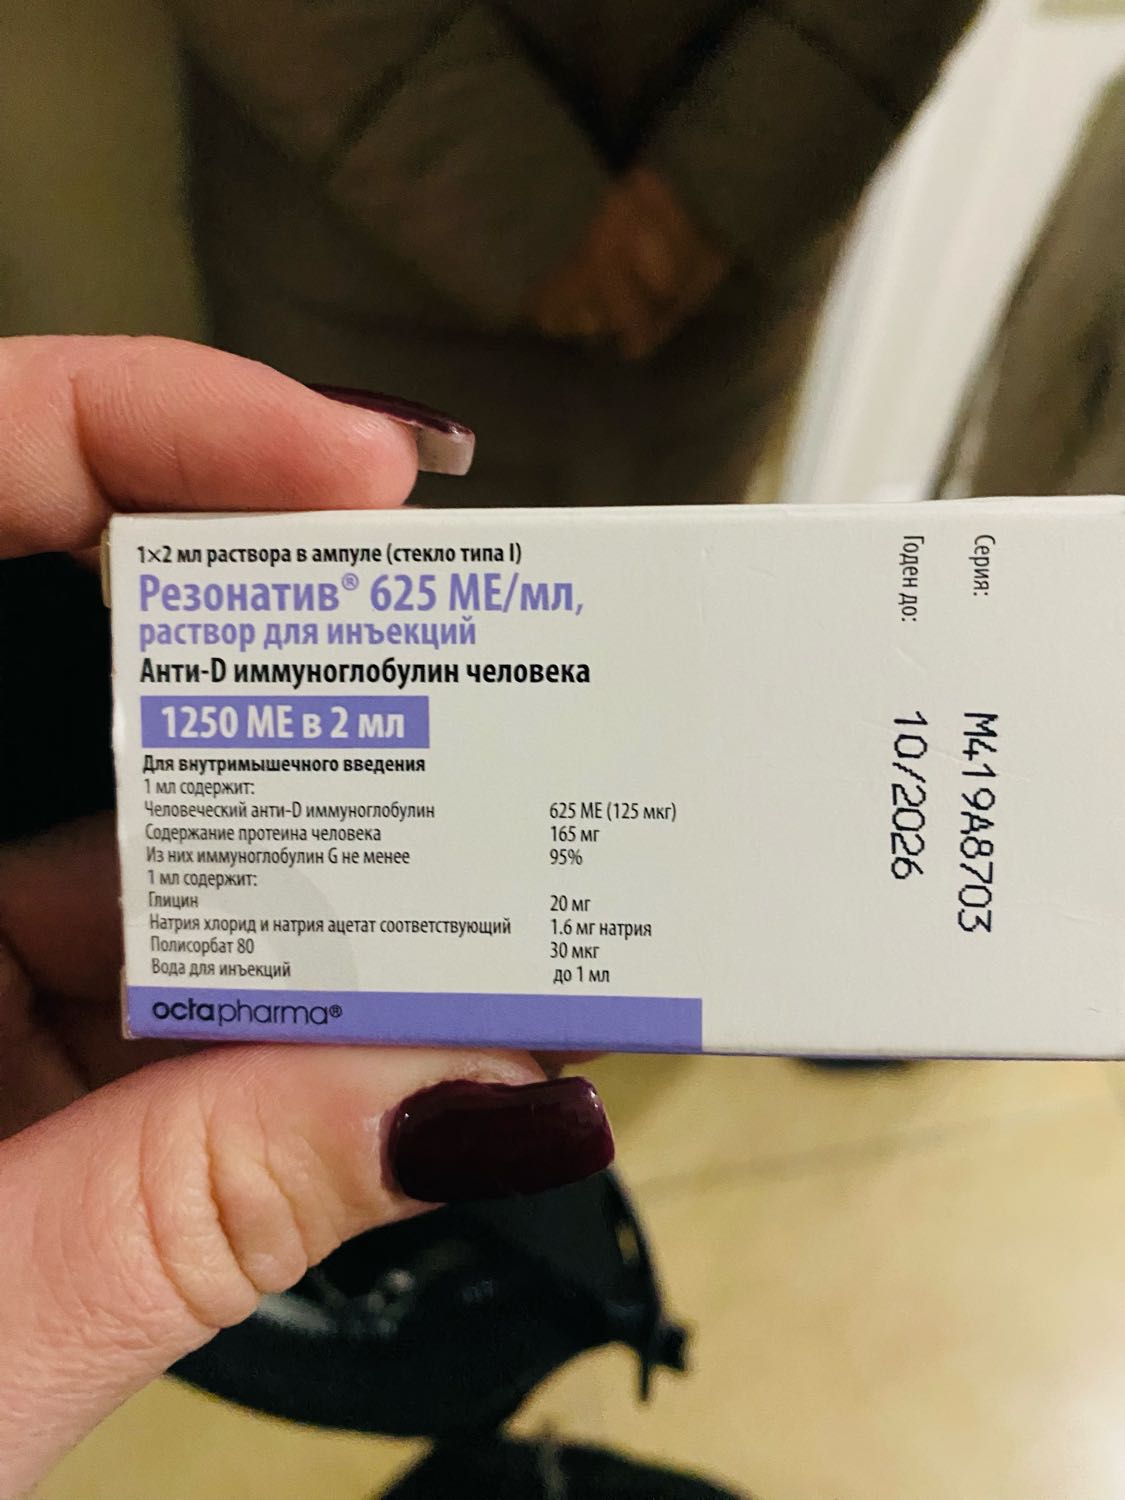 1×2 мл раствора в ампуле (стекло типа I)
Резонатив® 625 МЕ/мл,
раствор для инъекций
Анти-D иммуноглобулин человека
1250 МЕ в 2 мл
Для внутримышечного введения
1 мл содержит:
Человеческий анти-D иммуноглобулин 625 МЕ (125 мкг)
Содержание протеина человека 165 мг
Из них иммуноглобулин G не менее 95%
1 мл содержит:
Глицин 20 мг
Натрия хлорид и натрия ацетат соответствующий 1.6 мг натрия
Полисорбат 80 30 мкг
Вода для инъекций до 1 мл
octapharma®
Серия: M419A8703
Годен до: 10/2026